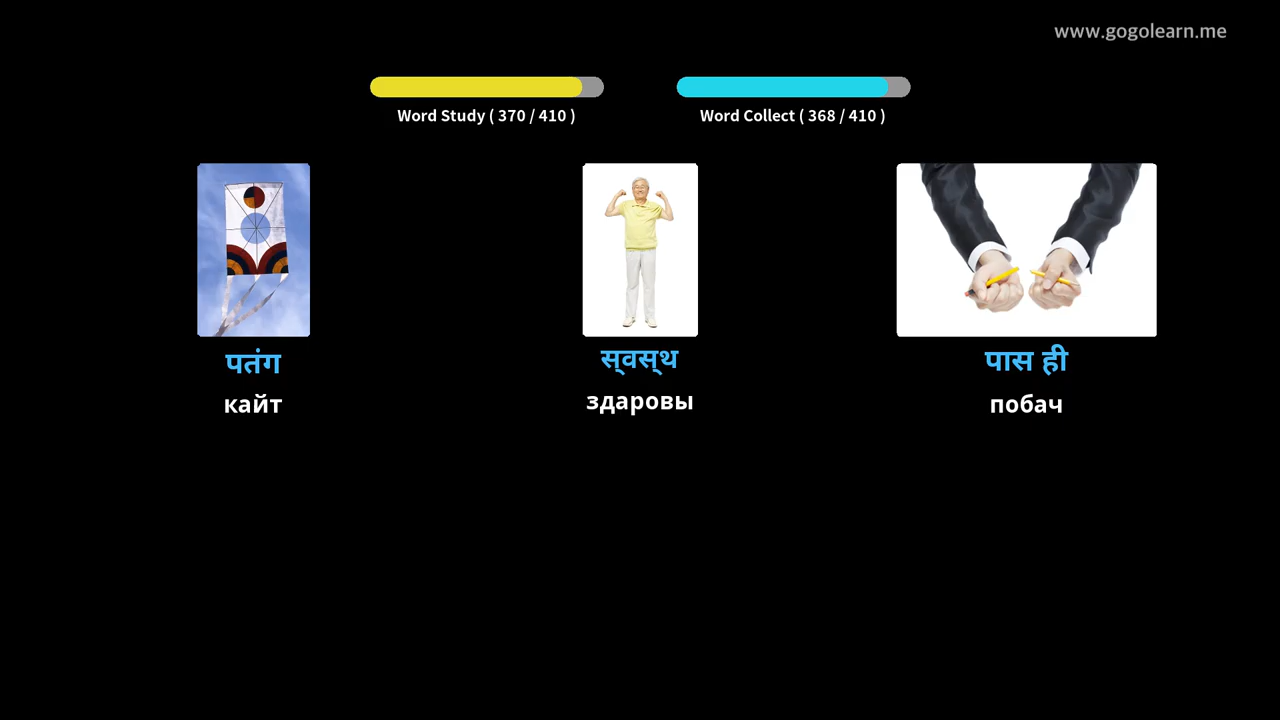 www.gogolearn.me
Word Study ( 370 / 410 )
Word Collect ( 368 / 410 )
पतंग
स्वस्थ
पास ही
кайт
здаровы
побач